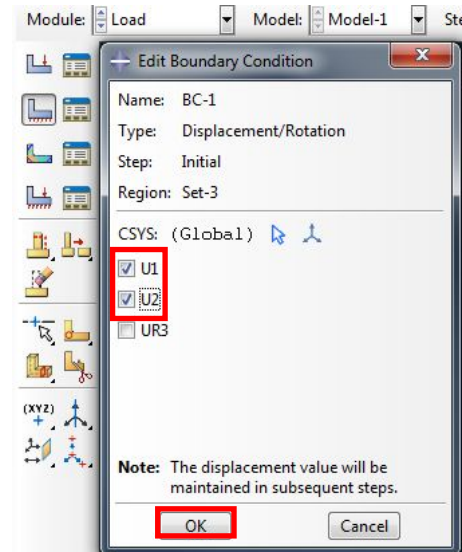 Module: Load Model: Model-1 Ste
Edit Boundary Condition
Name: BC-1
Type: Displacement/Rotation
Step: Initial
Region: Set-3
CSYS: (Global)
U1
U2
UR3
(XYZ)
Note: The displacement value will be
maintained in subsequent steps.
OK Cancel